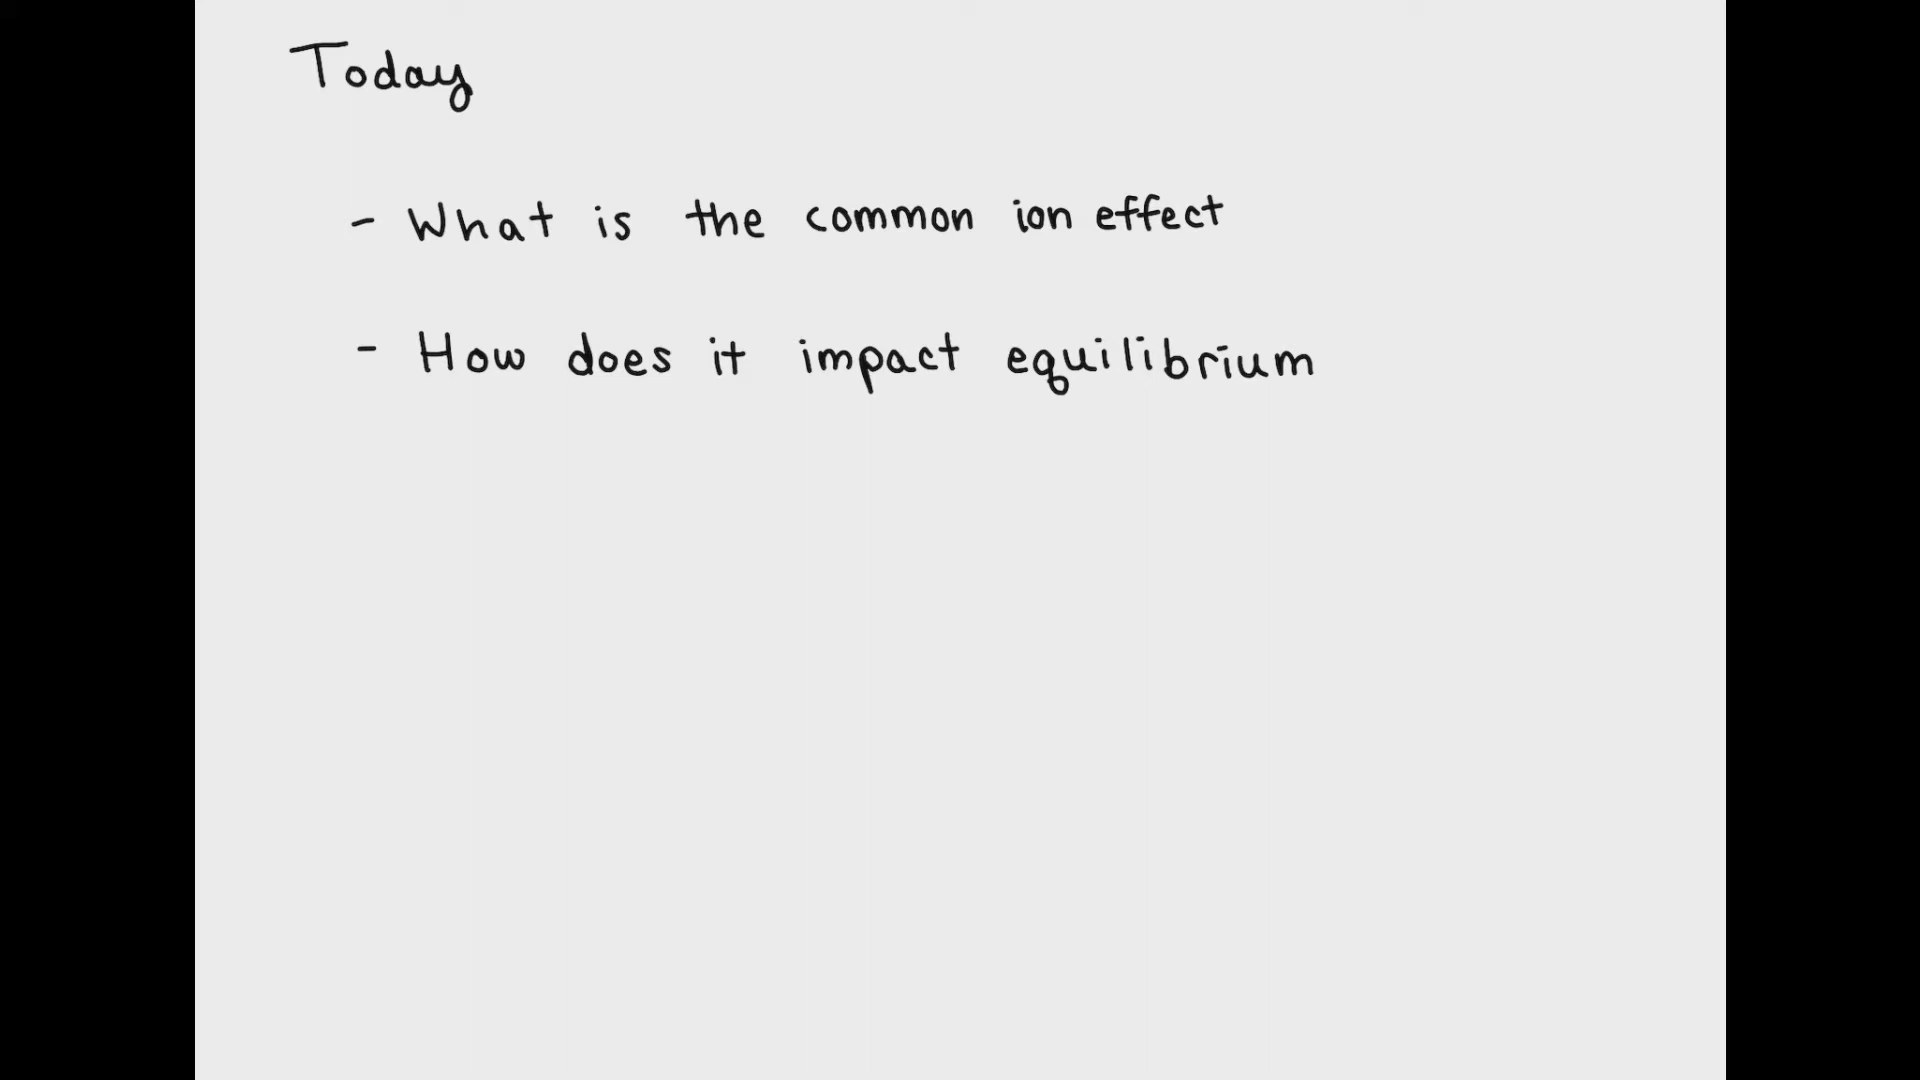 Today
- What is the common ion effect
- How does it impact equilibrium